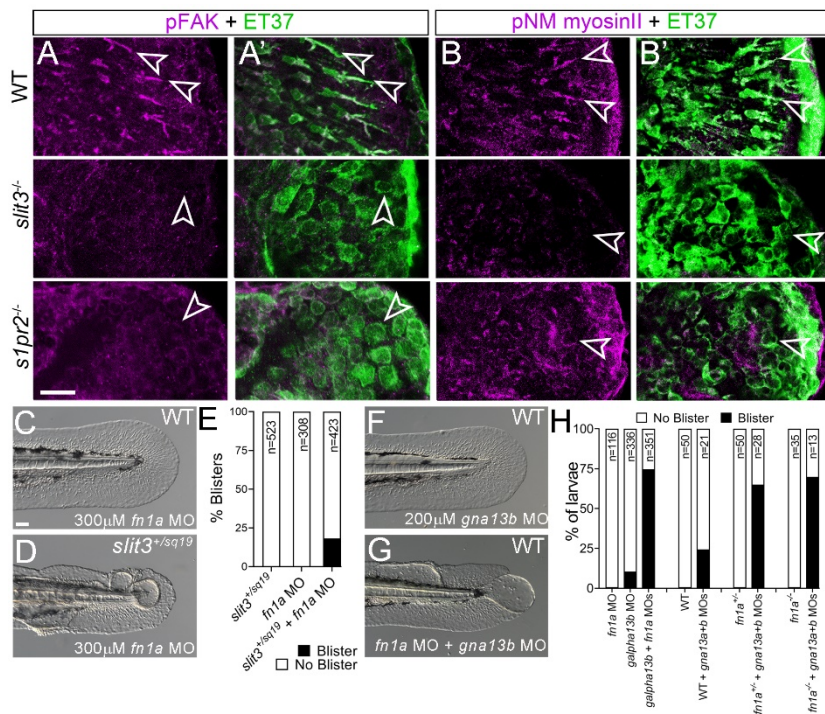 pFAK + ET37
pNM myosinII + ET37
A
A'
B
B'
WT
slit3-/-
s1pr2-/-
C
WT
300µM fn1a MO
D
slit3+/sq19
300µM fn1a MO
E
% Blisters
100
75
50
25
0
n=523
n=308
n=423
slit3+/sq19
fn1a MO
slit3+/sq19 + fn1a MO
Blister
No Blister
F
WT
200µM gna13b MO
G
fn1a MO + gna13b MO
H
No Blister
Blister
% of larvae
100
75
50
25
0
n=116
n=336
n=351
n=50
n=21
n=50
n=28
n=35
n=13
fn1a MO
galpha13b MO
galpha13b + fn1a MOs
WT
WT + gna13a+b MOs
fn1a+/-
fn1a+/- + gna13a+b MOs
fn1a-/-
fn1a-/- + gna13a+b MOs